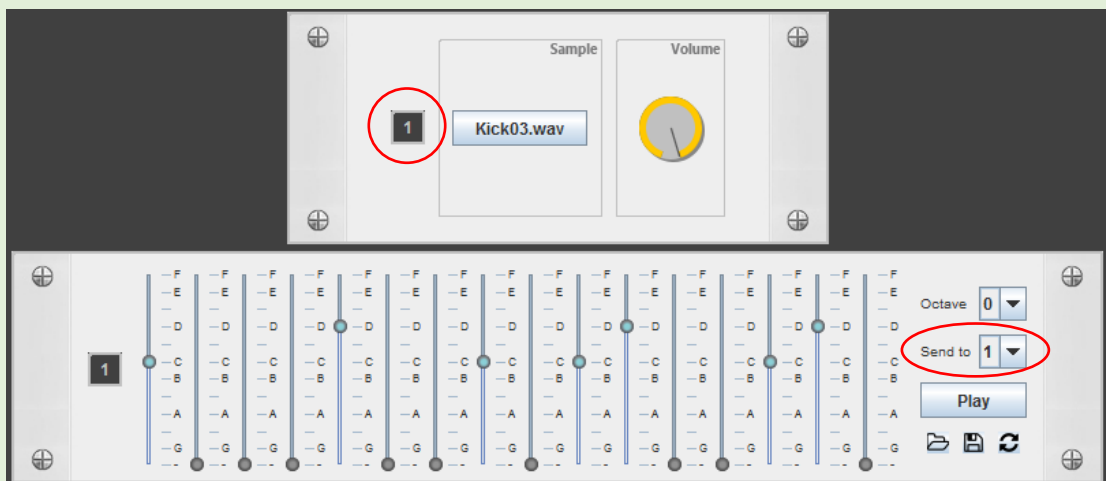 Sample
Volume
1
Kick03.wav
F F F F F F F F F F F F F F F F
E E E E E E E E E E E E E E E E
D D D D D D D D D D D D D D D D
C C C C C C C C C C C C C C C C
B B B B B B B B B B B B B B B B
A A A A A A A A A A A A A A A A
G G G G G G G G G G G G G G G G
- - - - - - - - - - - - - - - -
1
Octave 0
Send to 1
Play